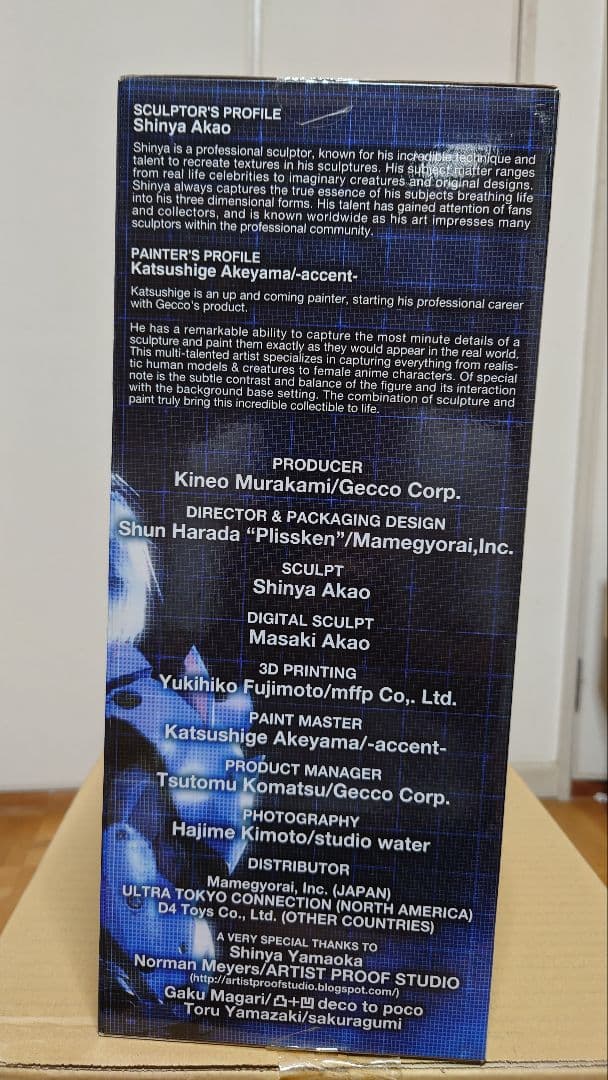 SCULPTOR'S PROFILE
Shinya Akao
Shinya is a professional sculptor, known for his incredible technique and
talent to recreate textures in his sculptures. His subject matter ranges
from real life celebrities to imaginary creatures and original designs.
Shinya always captures the true essence of his subjects breathing life
into his three dimensional forms. His talent has gained attention of fans
and collectors, and is known worldwide as his art impresses many
sculptors within the professional community.
PAINTER'S PROFILE
Katsushige Akeyama/-accent-
Katsushige is an up and coming painter, starting his professional career
with Gecco's product.
He has a remarkable ability to capture the most minute details of a
sculpture and paint them exactly as they would appear in the real world.
This multi-talented artist specializes in capturing everything from realis-
tic human models & creatures to female anime characters. Of special
note is the subtle contrast and balance of the figure and its interaction
with the background base setting. The combination of sculpture and
paint truly bring this incredible collectible to life.
PRODUCER
Kineo Murakami/Gecco Corp.
DIRECTOR & PACKAGING DESIGN
Shun Harada “Plissken”/Mamegyorai,Inc.
SCULPT
Shinya Akao
DIGITAL SCULPT
Masaki Akao
3D PRINTING
Yukihiko Fujimoto/mffp Co,. Ltd.
PAINT MASTER
Katsushige Akeyama/-accent-
PRODUCT MANAGER
Tsutomu Komatsu/Gecco Corp.
PHOTOGRAPHY
Hajime Kimoto/studio water
DISTRIBUTOR
Mamegyorai, Inc. (JAPAN)
ULTRA TOKYO CONNECTION (NORTH AMERICA)
D4 Toys Co., Ltd. (OTHER COUNTRIES)
A VERY SPECIAL THANKS TO
Shinya Yamaoka
Norman Meyers/ARTIST PROOF STUDIO
(http://artistproofstudio.blogspot.com/)
Gaku Magari/凸+凹 deco to poco
Toru Yamazaki/sakuragumi